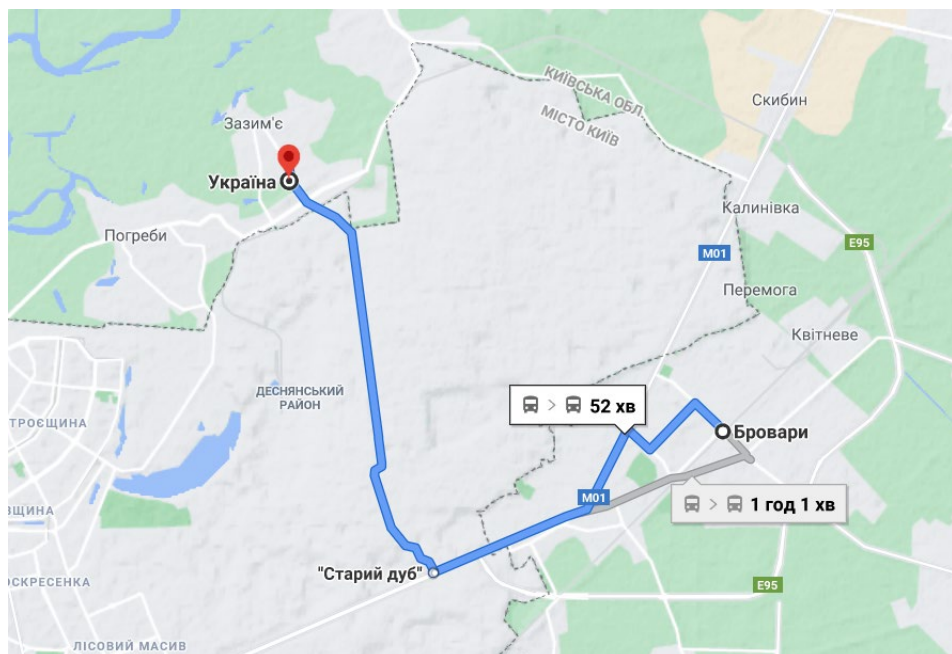 КИЇВСЬКА ОБЛ.
МІСТО КИЇВ
Скибин
Зазим'є
Україна
Калинівка
Погреби
E95
M01
Перемога
Квітневе
ДЕСНЯНСЬКИЙ
РАЙОН
52 хв
ТРОЄЩИНА
Бровари
M01
1 год 1 хв
ВЩИНА
"Старий дуб"
ОСКРЕСЕНКА
E95
ЛІСОВИЙ МАСИВ